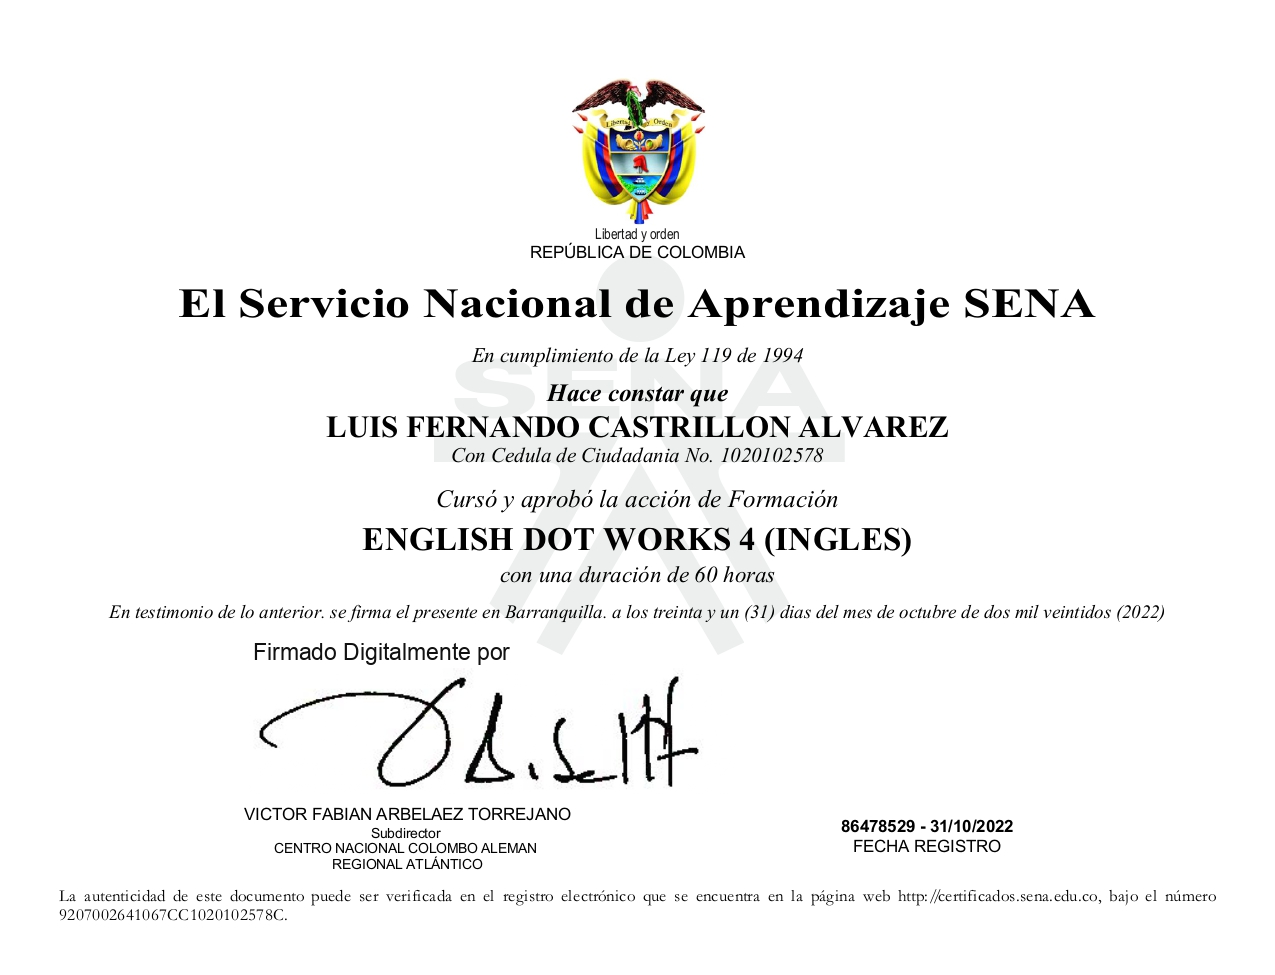 Libertad y Orden
Libertad y orden
REPÚBLICA DE COLOMBIA
El Servicio Nacional de Aprendizaje SENA
En cumplimiento de la Ley 119 de 1994
SENA
Hace constar que
LUIS FERNANDO CASTRILLON ALVAREZ
Con Cedula de Ciudadania No. 1020102578
Cursó y aprobó la acción de Formación
ENGLISH DOT WORKS 4 (INGLES)
con una duración de 60 horas
En testimonio de lo anterior. se firma el presente en Barranquilla. a los treinta y un (31) dias del mes de octubre de dos mil veintidos (2022)
Firmado Digitalmente por
VICTOR FABIAN ARBELAEZ TORREJANO
Subdirector
CENTRO NACIONAL COLOMBO ALEMAN
REGIONAL ATLÁNTICO
86478529 - 31/10/2022
FECHA REGISTRO
La autenticidad de este documento puede ser verificada en el registro electrónico que se encuentra en la página web http://certificados.sena.edu.co, bajo el número
9207002641067CC1020102578C.